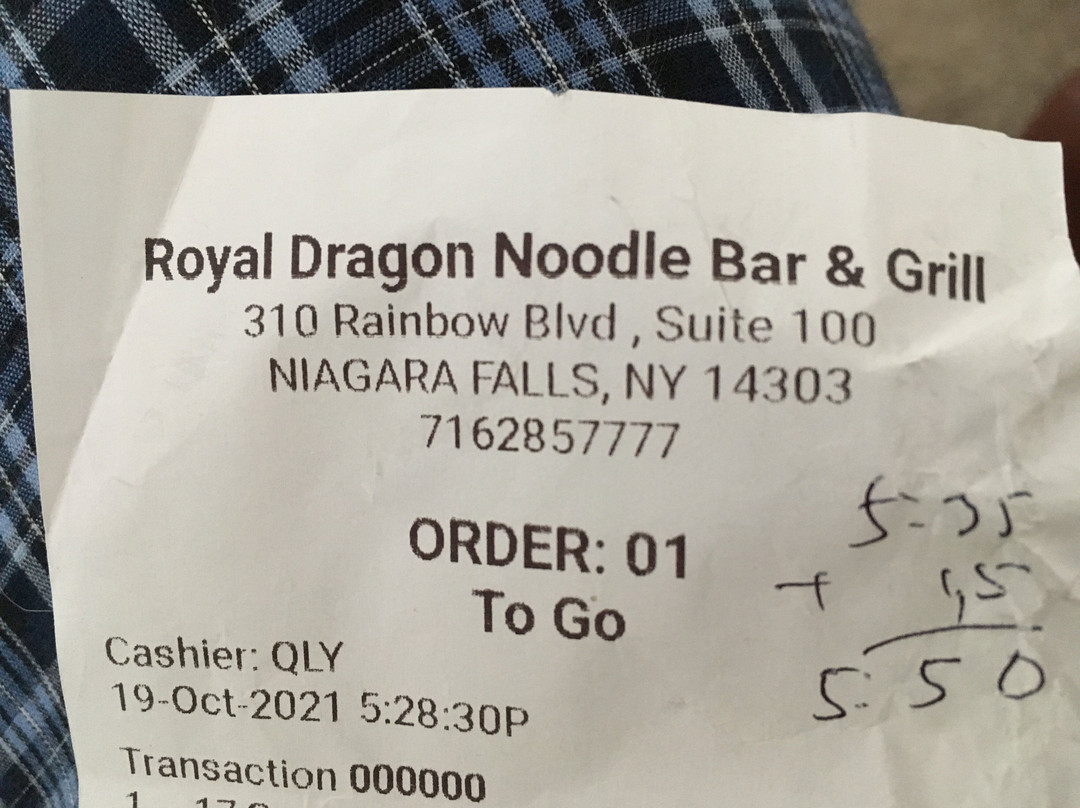 Royal Dragon Noodle Bar & Grill
310 Rainbow Blvd , Suite 100
NIAGARA FALLS, NY 14303
7162857777
5:35
ORDER: 01
+ 15
To Go
5:50
Cashier: QLY
19-Oct-2021 5:28:30P
Transaction 000000